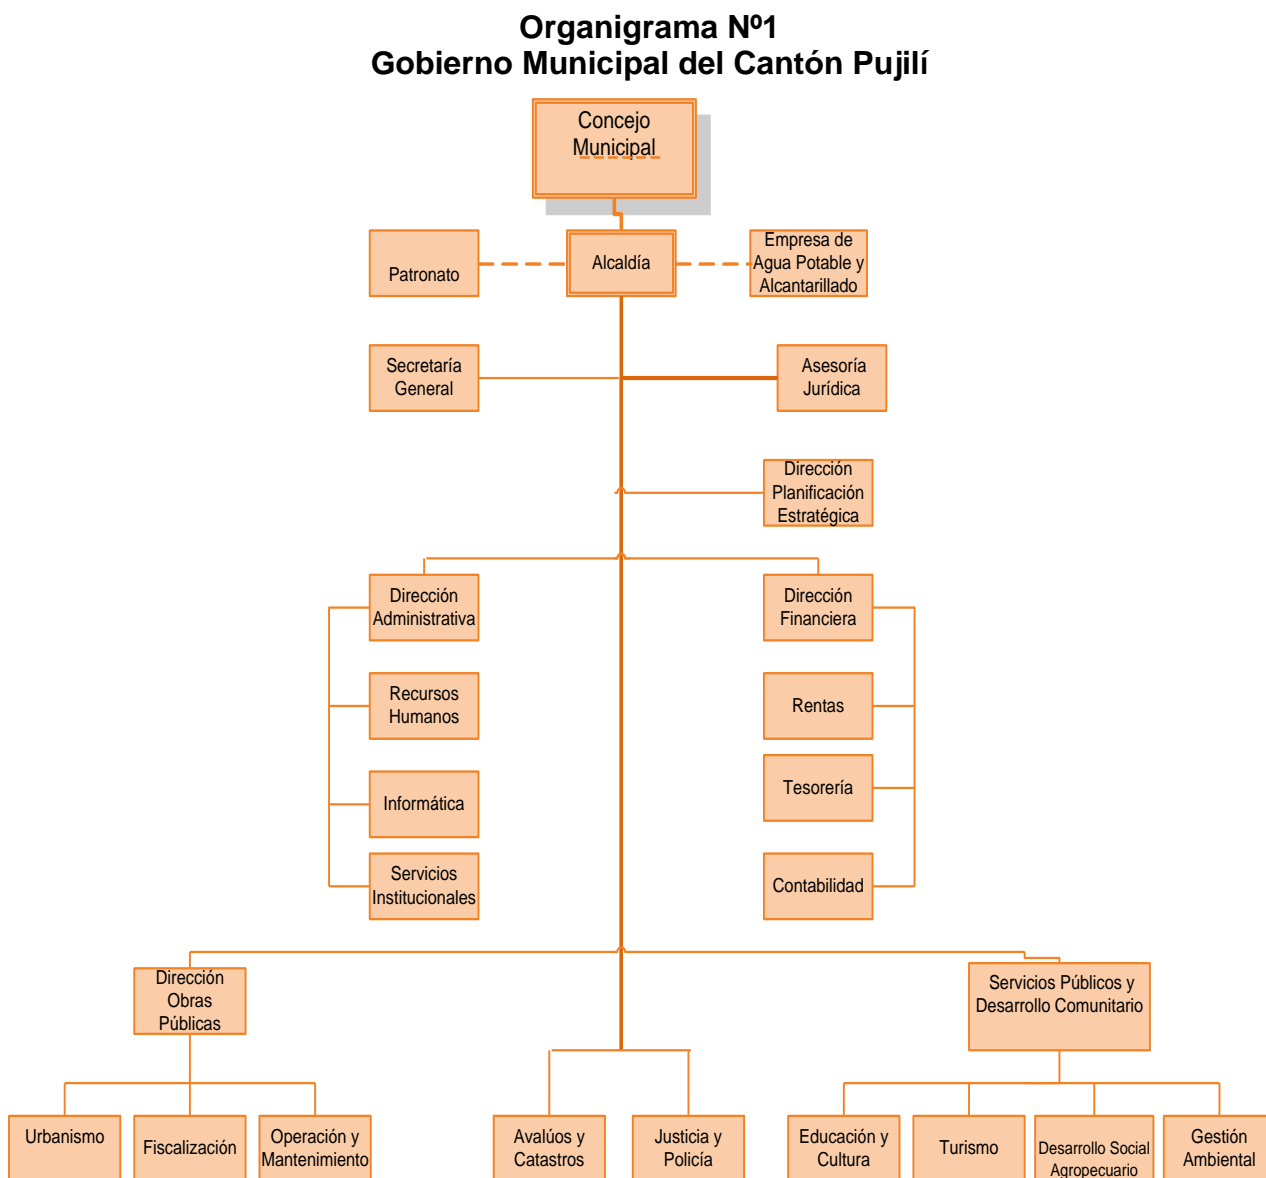 Organigrama Nº1
Gobierno Municipal del Cantón Pujilí
Concejo
Municipal
Patronato
Alcaldía
Empresa de
Agua Potable y
Alcantarillado
Secretaría
General
Asesoría
Jurídica
Dirección
Planificación
Estratégica
Dirección
Administrativa
Dirección
Financiera
Recursos
Humanos
Rentas
Informática
Tesorería
Servicios
Institucionales
Contabilidad
Dirección
Obras
Públicas
Servicios Públicos y
Desarrollo Comunitario
Urbanismo
Fiscalización
Operación y
Mantenimiento
Avalúos y
Catastros
Justicia y
Policía
Educación y
Cultura
Turismo
Desarrollo Social
Agropecuario
Gestión
Ambiental